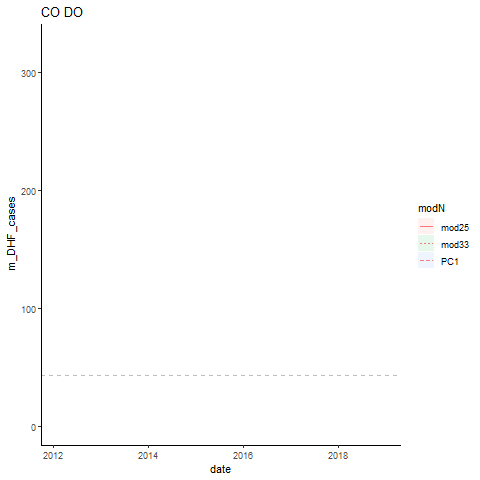 CO DO
m_DHF_cases
300
200
100
0
2012
2014
2016
2018
date
modN
mod25
mod33
PC1